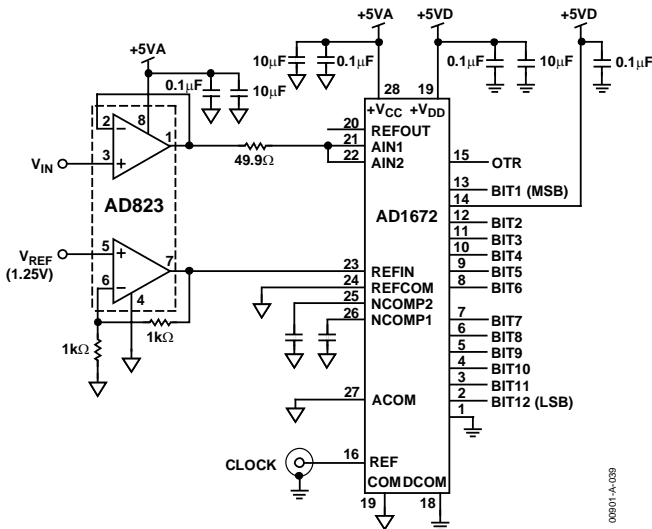 +5VA
+5VD
+5VD
10μF
0.1μF
0.1μF
10μF
0.1μF
+5VA
0.1μF
10μF
28
19
+VCC
+VDD
2
8
1
3
VIN
49.9Ω
20
REFOUT
21
AIN1
22
AIN2
15
OTR
13
BIT1 (MSB)
14
AD823
AD1672
12
BIT2
11
BIT3
10
BIT4
9
BIT5
8
BIT6
VREF
(1.25V)
5
7
6
4
23
REFIN
24
REFCOM
25
NCOMP2
26
NCOMP1
1kΩ
1kΩ
7
BIT7
6
BIT8
5
BIT9
4
BIT10
3
BIT11
2
BIT12 (LSB)
1
27
ACOM
CLOCK
16
REF
COM
DCOM
19
18
00901-A-039